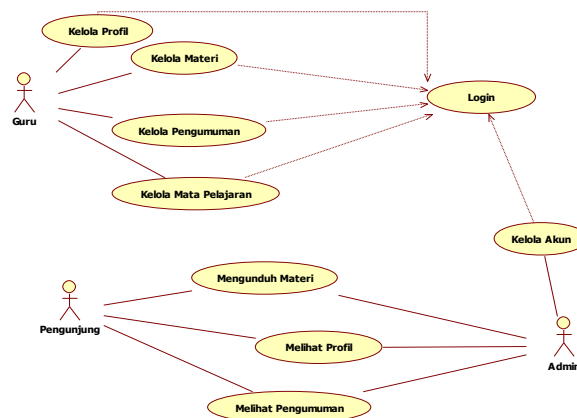 Kelola Profil
Kelola Materi
Login
Guru
Kelola Pengumuman
Kelola Mata Pelajaran
Kelola Akun
Mengunduh Materi
Pengunjung
Melihat Profil
Admin
Melihat Pengumuman